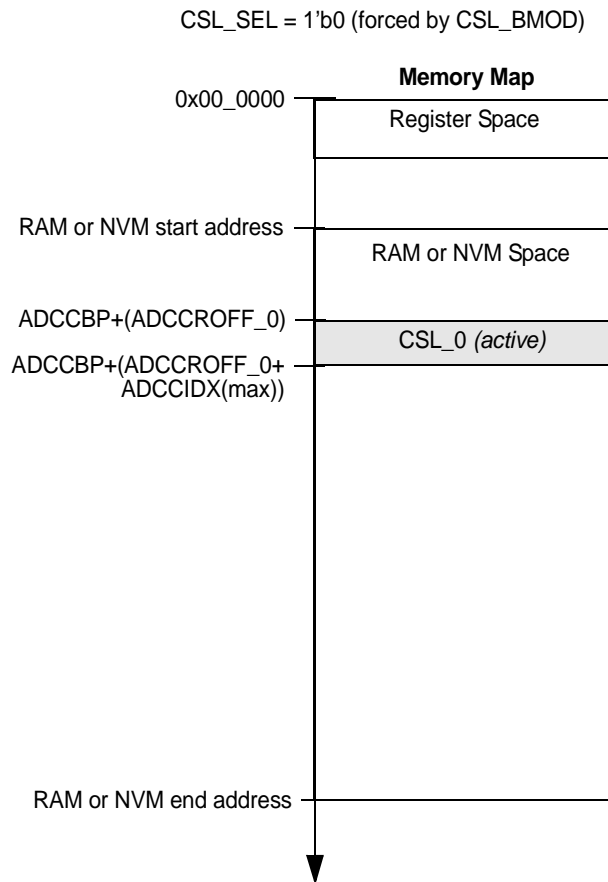 CSL_SEL = 1'b0 (forced by CSL_BMOD)
Memory Map
0x00_0000
Register Space
RAM or NVM start address
RAM or NVM Space
ADCCBP+(ADCCROFF_0)
CSL_0 (active)
ADCCBP+(ADCCROFF_0+
ADCCIDX(max))
RAM or NVM end address